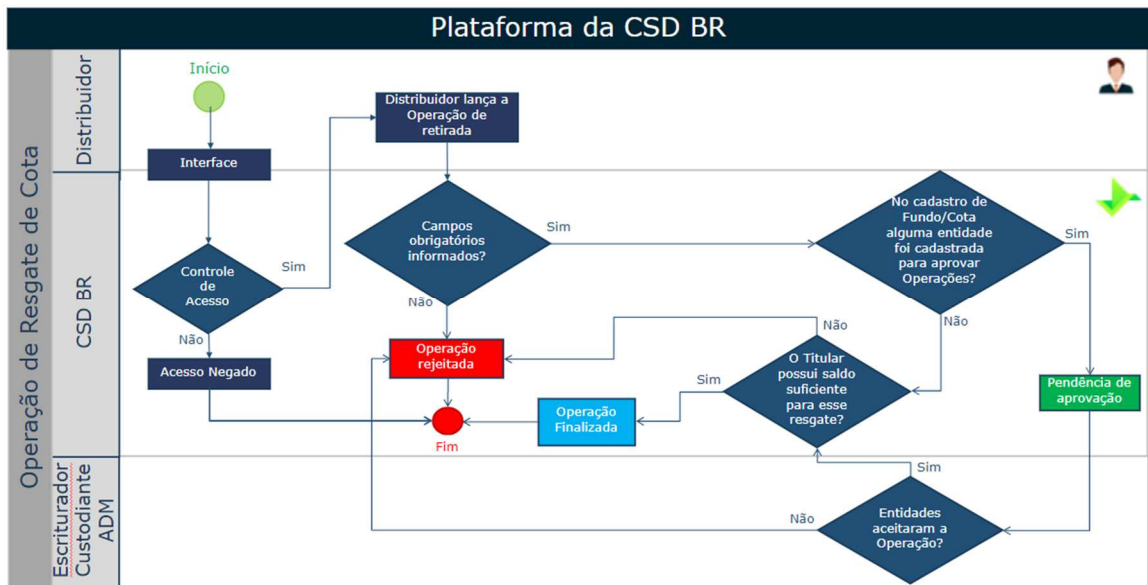 Plataforma da CSD BR
Operação de Resgate de Cota
Distribuidor
CSD BR
Escriturador
Custodiante
ADM
Início
Interface
Distribuidor lança a
Operação de
retirada
Controle
de
Acesso
Sim
Não
Acesso Negado
Campos
obrigatórios
informados?
Sim
Não
No cadastro de
Fundo/Cota
alguma entidade
foi cadastrada
para aprovar
Operações?
Sim
Não
Operação
rejeitada
Não
O Titular
possui saldo
suficiente
para esse
resgate?
Sim
Pendência de
aprovação
Operação
Finalizada
Fim
Sim
Entidades
aceitaram a
Operação?
Não